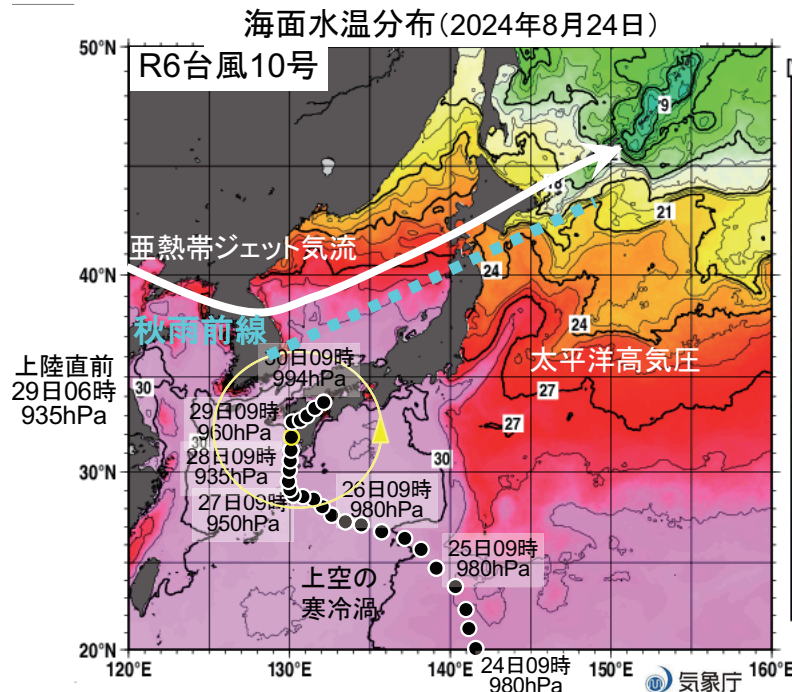 海面水温分布(2024年8月24日)
50°N
R6台風10号
9
18
21
亜熱帯ジェット気流
40°N
24
秋雨前線
24
上陸直前
29日06時
935hPa
30
30日09時
994hPa
太平洋高気圧
27
29日09時
960hPa
27
28日09時
935hPa
30
30°N
27日09時
950hPa
26日09時
980hPa
25日09時
980hPa
上空の
寒冷渦
20°N
24日09時
980hPa
120°E
130°E
140°E
150°E
160°E
気象庁